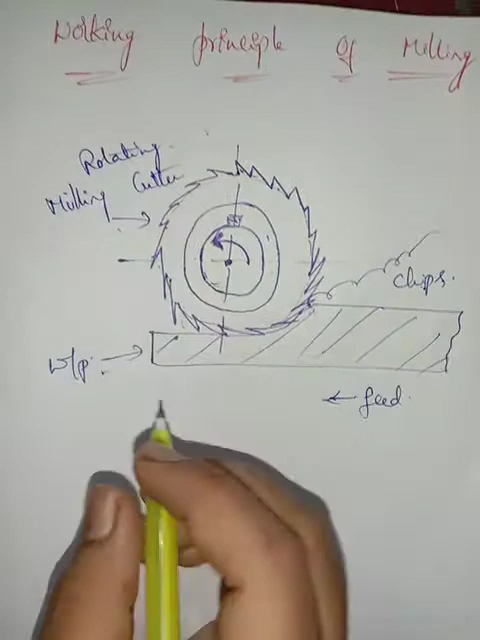 Working principle of Milling
Rotating
Milling Cutter
chips.
w/p.
feed.